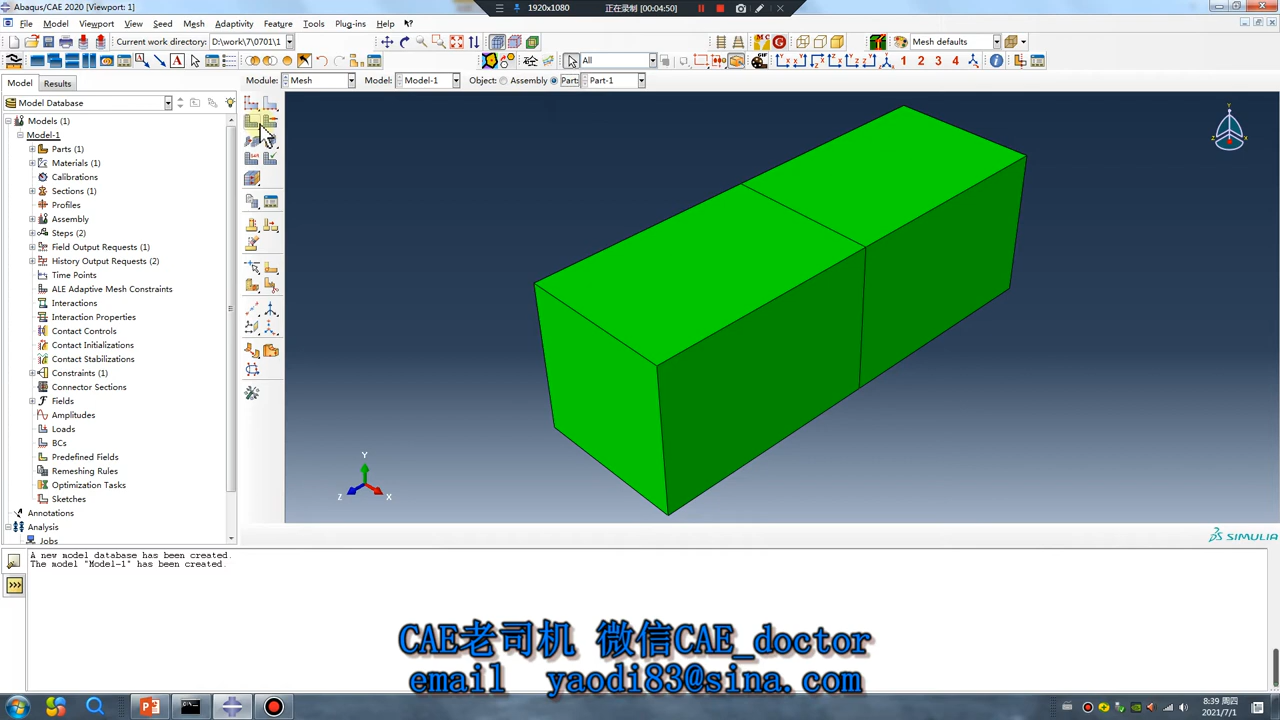 Abaqus/CAE 2020 [Viewport: 1]
1920x1080
正在录制 [00:04:50]
File Model Viewport View Seed Mesh Adaptivity Feature Tools Plug-ins Help
Current work directory: D:\work\7\0701\1
All
1 2 3 4
Mesh defaults
Model Results
Module: Mesh Model: Model-1 Object: Assembly Part: Part-1
Model Database
Models (1)
Model-1
Parts (1)
Materials (1)
Calibrations
Sections (1)
Profiles
Assembly
Steps (2)
Field Output Requests (1)
History Output Requests (2)
Time Points
ALE Adaptive Mesh Constraints
Interactions
Interaction Properties
Contact Controls
Contact Initializations
Contact Stabilizations
Constraints (1)
Connector Sections
Fields
Amplitudes
Loads
BCs
Predefined Fields
Remeshing Rules
Optimization Tasks
Sketches
Annotations
Analysis
Jobs
Y
Z
X
SIMULIA
A new model database has been created.
The model "Model-1" has been created.
CAE老司机 微信CAE_doctor
email yaodi83@sina.com
8:39 周四
2021/7/1